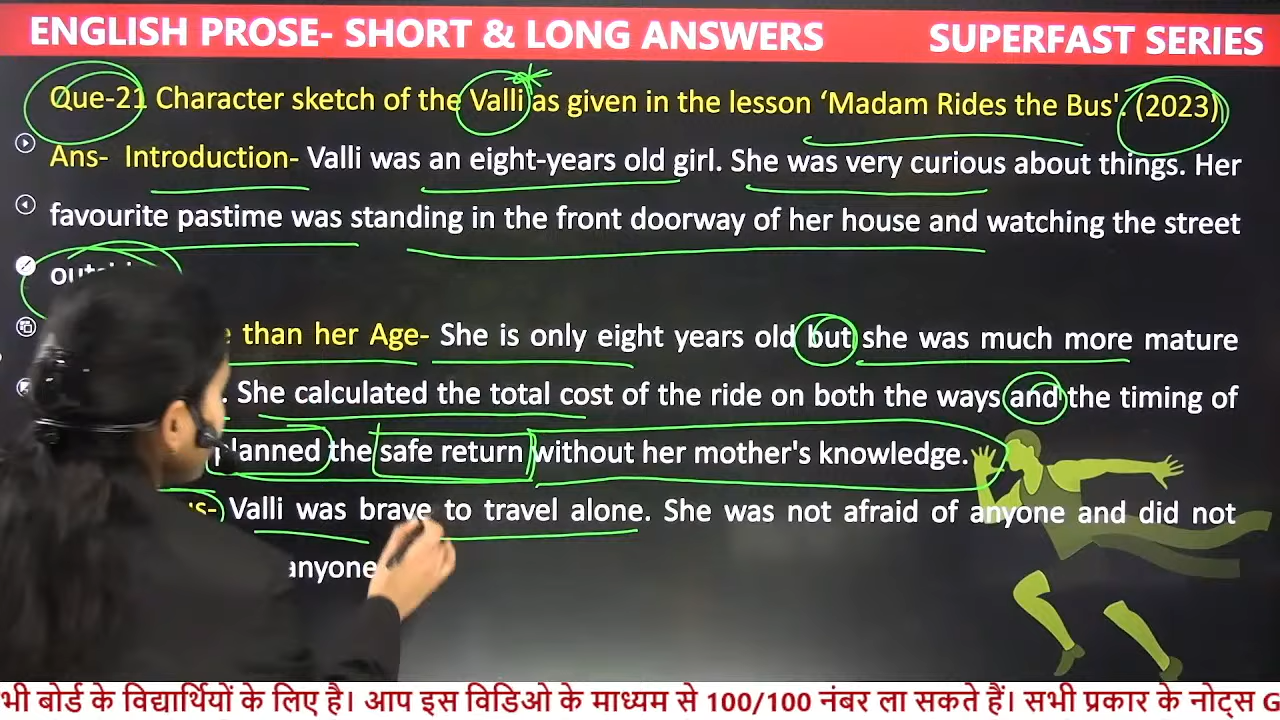 ENGLISH PROSE- SHORT & LONG ANSWERS SUPERFAST SERIES
Que-21 Character sketch of the Valli as given in the lesson ‘Madam Rides the Bus'. (2023)
Ans- Introduction- Valli was an eight-years old girl. She was very curious about things. Her
favourite pastime was standing in the front doorway of her house and watching the street
than her Age- She is only eight years old but she was much more mature
. She calculated the total cost of the ride on both the ways and the timing of
planned the safe return without her mother's knowledge.
Valli was brave to travel alone. She was not afraid of anyone and did not
anyone
भी बोर्ड के विद्यार्थियों के लिए है। आप इस विडिओ के माध्यम से 100/100 नंबर ला सकते हैं। सभी प्रकार के नोट्स G